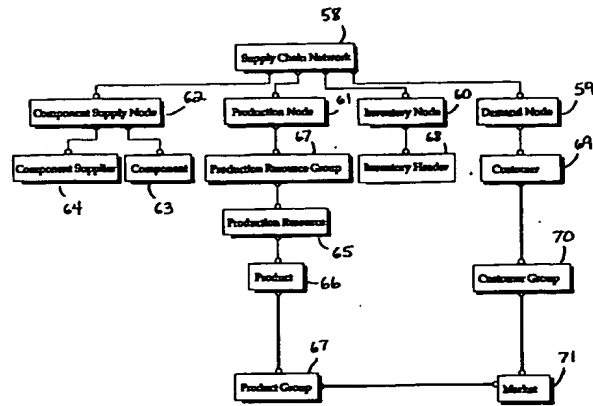 58
Supply Chain Network
62
61
60
59
Component Supply Node
Production Node
Inventory Node
Demand Node
67
68
69
Component Supplier
Component
Production Resource Group
Inventory Header
Customer
64
63
Production Resource
65
70
Product
66
Customer Group
67
71
Product Group
Market